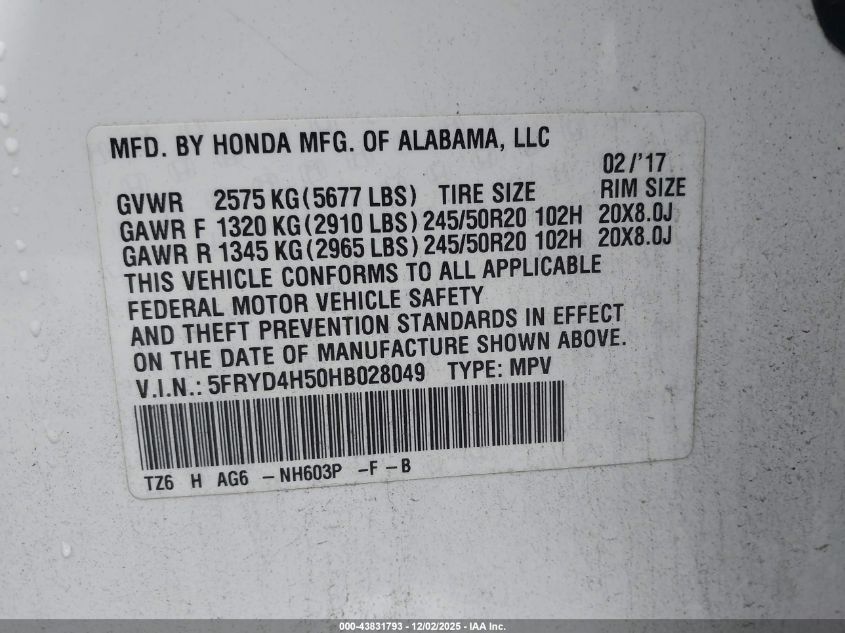 MFD. BY HONDA MFG. OF ALABAMA, LLC
02/'17
GVWR 2575 KG (5677 LBS) TIRE SIZE RIM SIZE
GAWR F 1320 KG (2910 LBS) 245/50R20 102H 20X8.0J
GAWR R 1345 KG (2965 LBS) 245/50R20 102H 20X8.0J
THIS VEHICLE CONFORMS TO ALL APPLICABLE
FEDERAL MOTOR VEHICLE SAFETY
AND THEFT PREVENTION STANDARDS IN EFFECT
ON THE DATE OF MANUFACTURE SHOWN ABOVE.
V.I.N.: 5FRYD4H50HB028049 TYPE: MPV
TZ6 H AG6 - NH603P - F - B
000-43831793 - 12/02/2025 - IAA Inc.